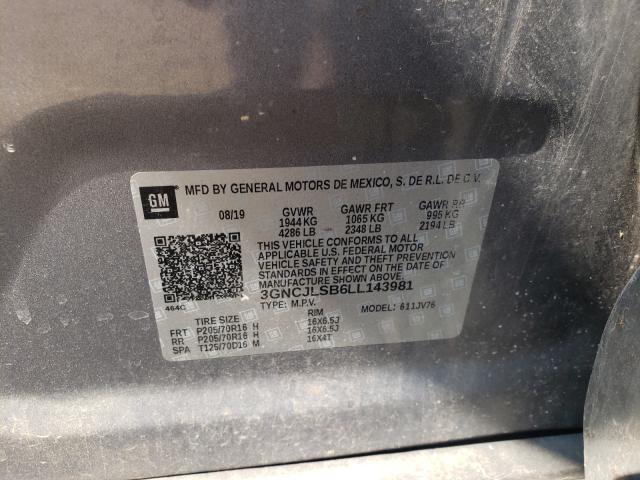 GM
MFD BY GENERAL MOTORS DE MEXICO, S. DE R.L. DE C.V.
08/19 GVWR GAWR FRT GAWR RR
1944 KG 1065 KG 995 KG
4286 LB 2348 LB 2194 LB
THIS VEHICLE CONFORMS TO ALL
APPLICABLE U.S. FEDERAL MOTOR
VEHICLE SAFETY, BUMPER, AND THEFT
PREVENTION STANDARDS IN EFFECT
ON THE DATE OF
MANUFACTURE SHOWN ABOVE.
3GNCJLSB6LL143981
TYPE: M.P.V. MODEL: 611JV76
464C
TIRE SIZE RIM
FRT P205/70R16 H 16X6.5J
RR P205/70R16 H 16X6.5J
SPA T125/70D16 M 16X4T